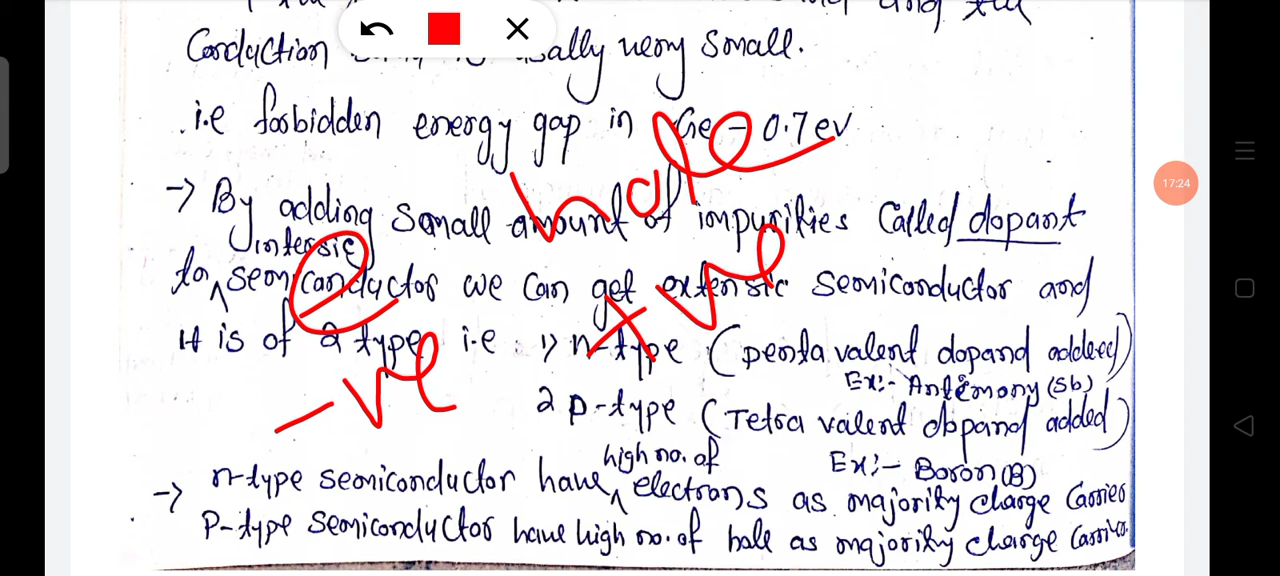 Conduction usally very small.
i.e forbidden energy gap in Ge - 0.7 ev
hole
-> By adding small amount of impurities Called dopant
intersic
to semiconductor we can get extensic semiconductor and
+ve
it is of 2 type i.e 1) n-type (penta valent dopand addeed)
-ve
Ex:- Antémony (Sb)
2 p-type (Tetra valent dopand added)
Ex:- Boron (B)
high no. of
-> n-type semiconductor have electrons as majority charge Carrier
P-type semiconductor have high no. of hole as majority charge Carrier
17:24